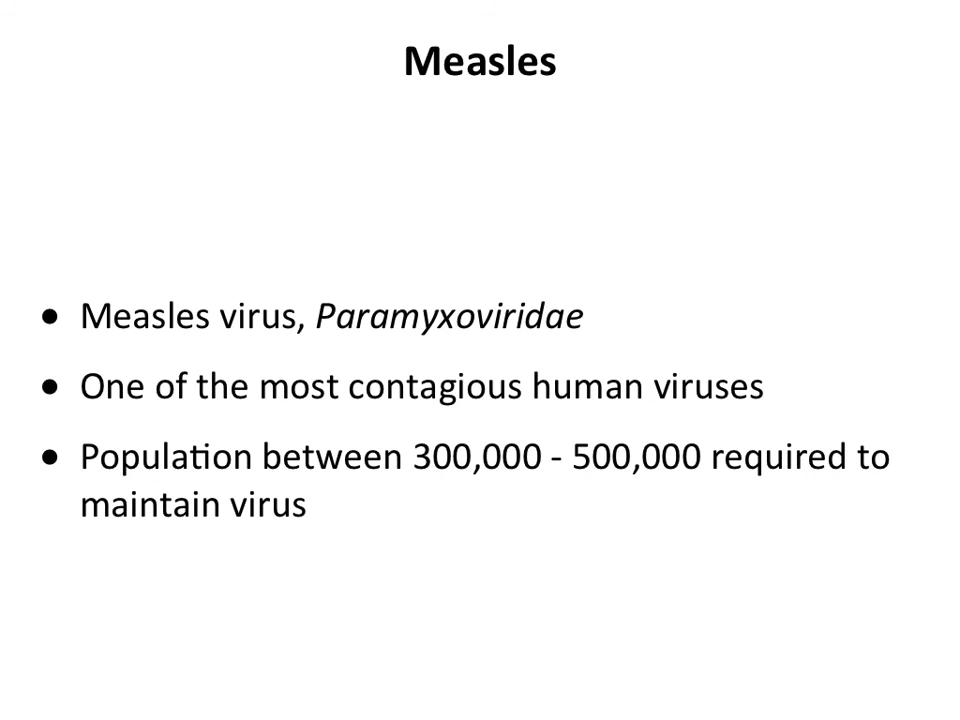 Measles
● Measles virus, Paramyxoviridae
● One of the most contagious human viruses
● Population between 300,000 - 500,000 required to
maintain virus